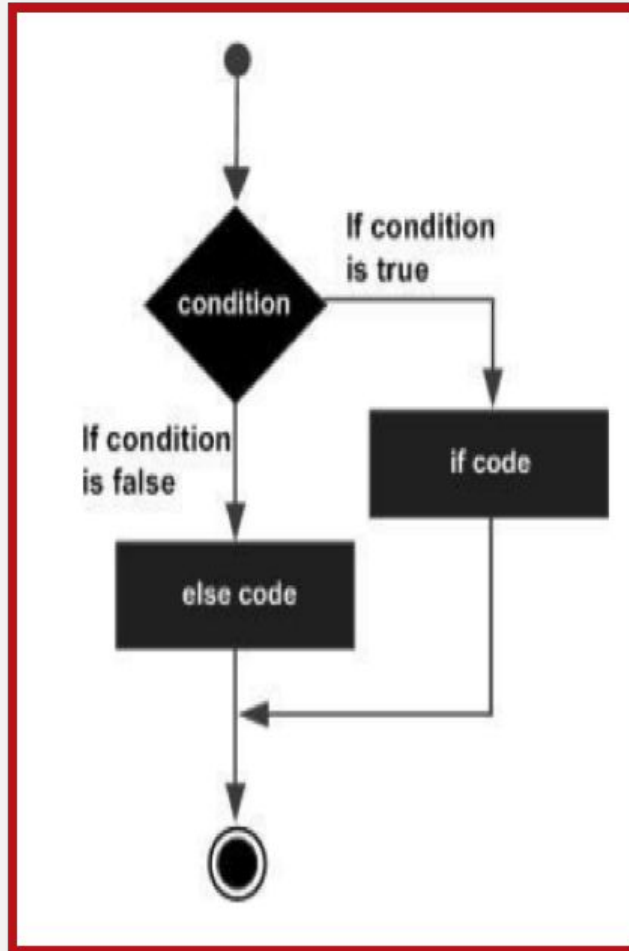 If condition
is true
condition
If condition
is false
if code
else code